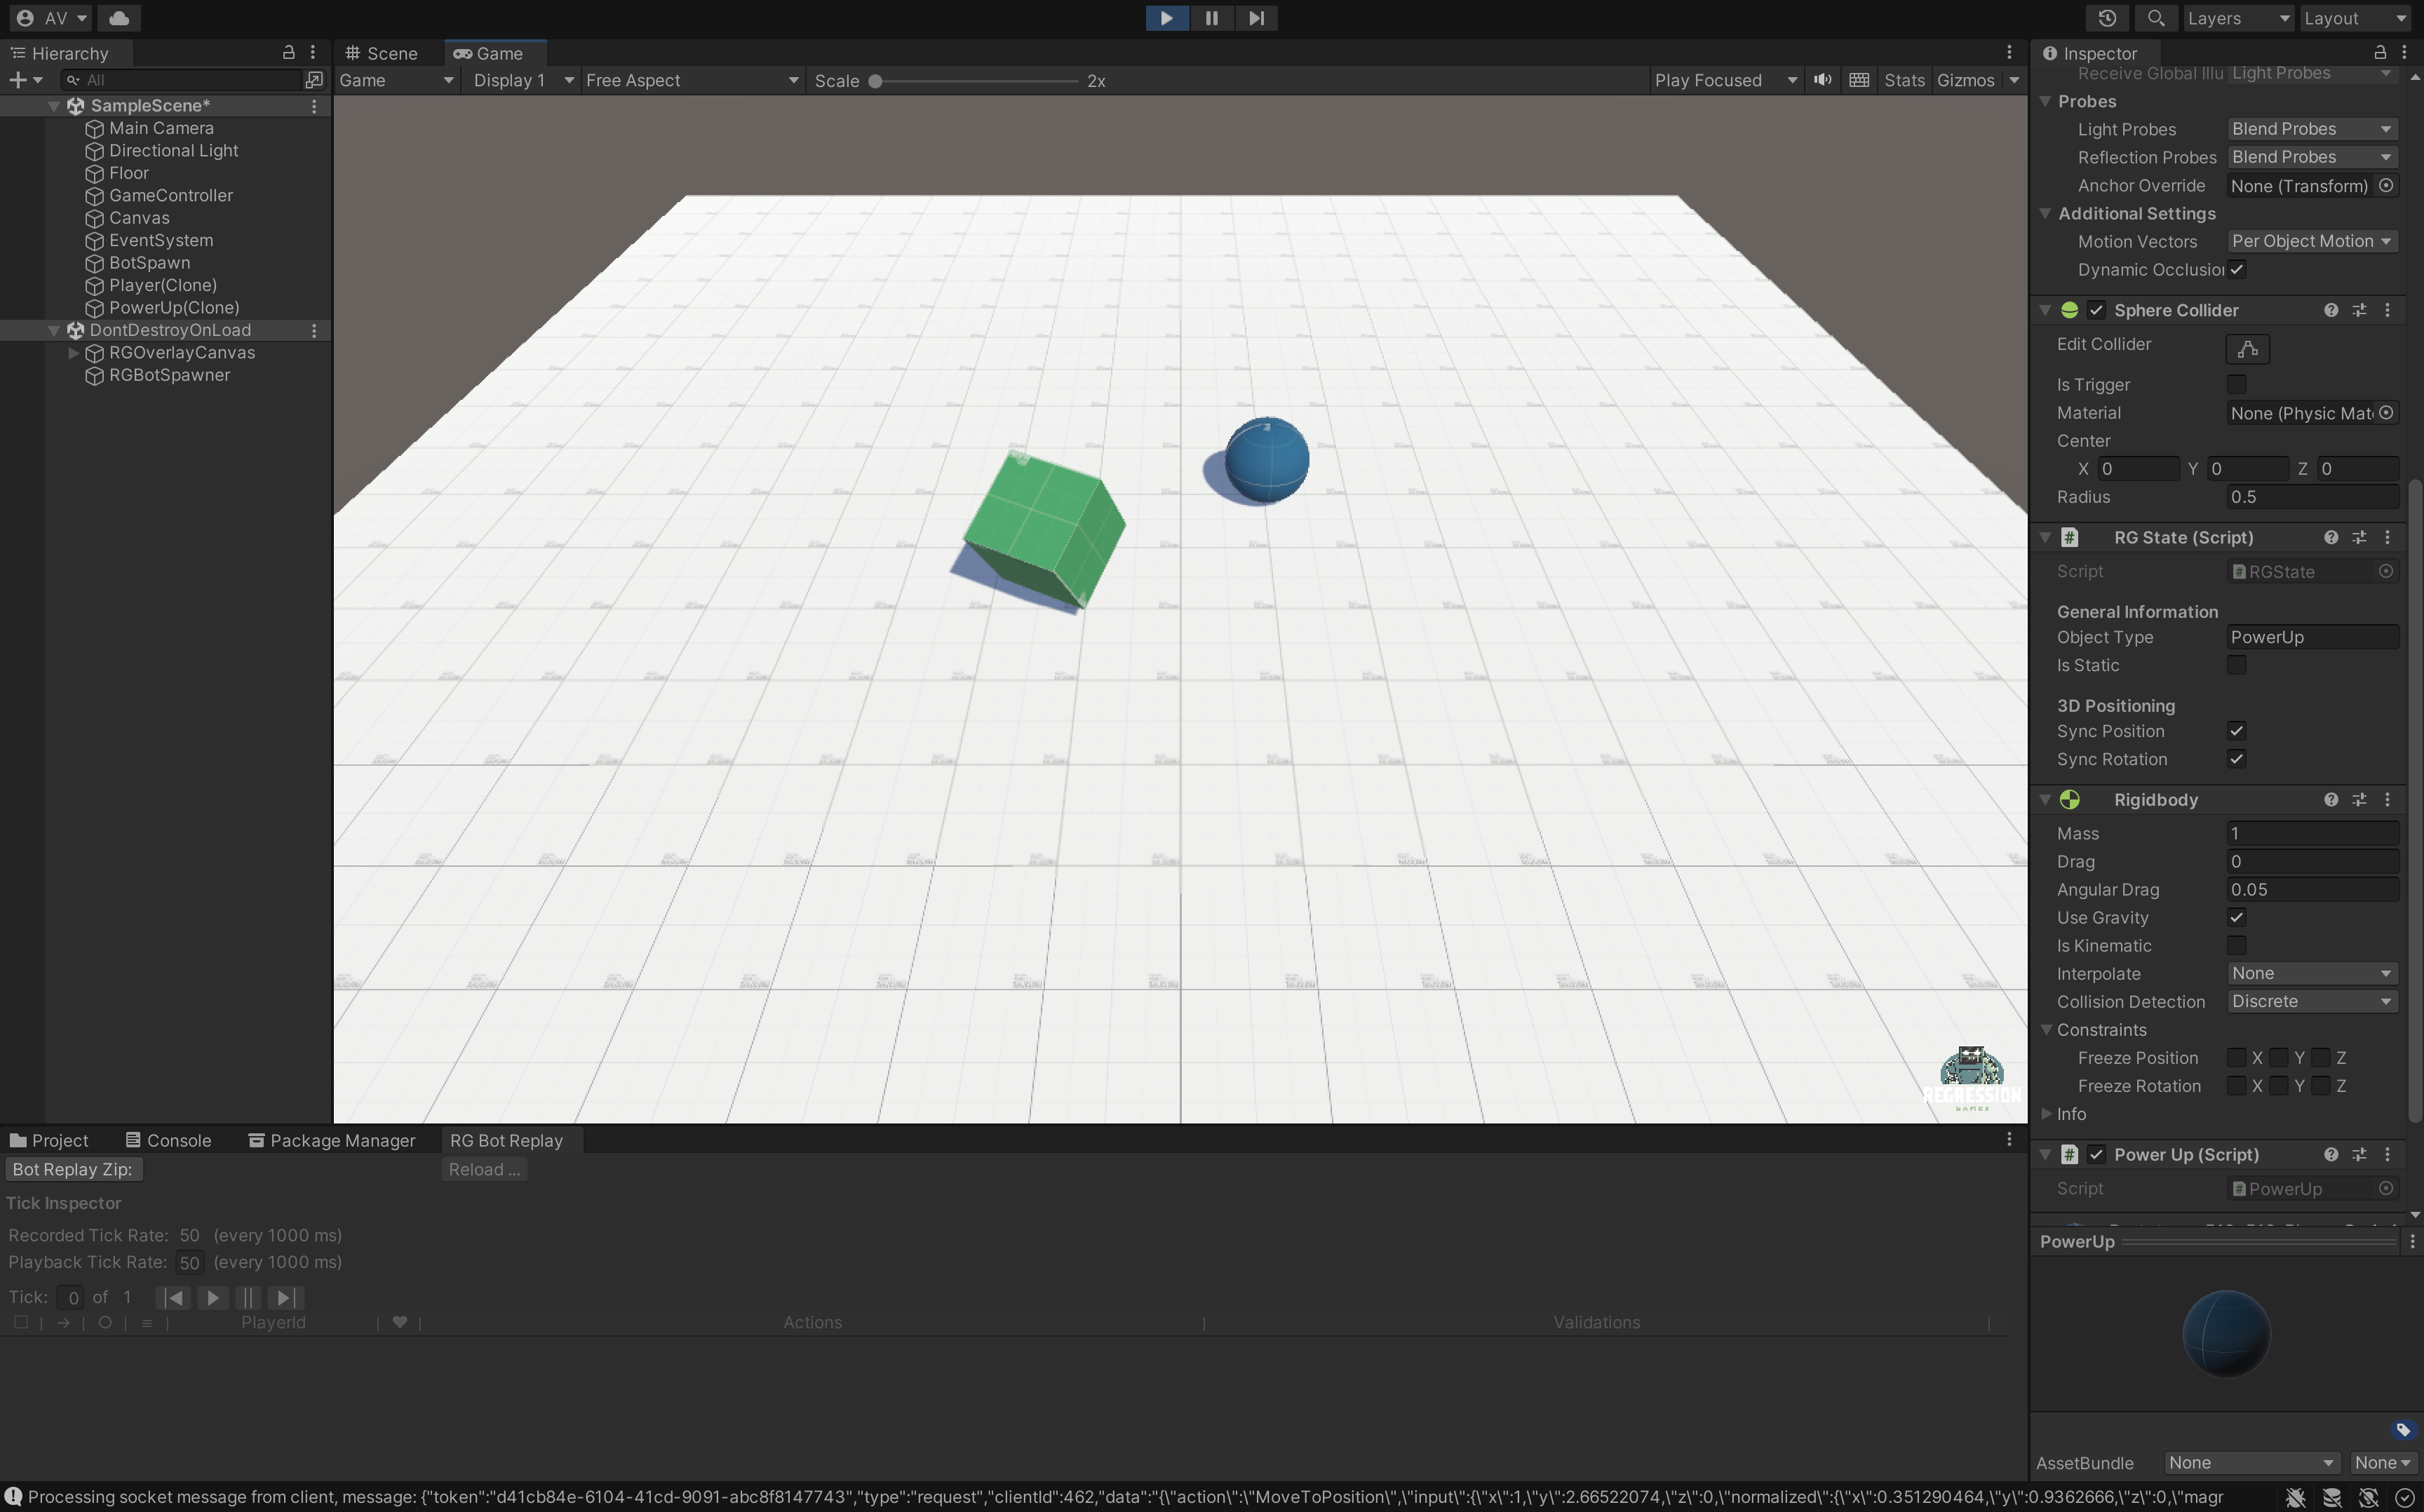 AV
Layers
Layout
Hierarchy
All
SampleScene*
Main Camera
Directional Light
Floor
GameController
Canvas
EventSystem
BotSpawn
Player(Clone)
PowerUp(Clone)
DontDestroyOnLoad
RGOverlayCanvas
RGBotSpawner
Scene
Game
Game
Display 1
Free Aspect
Scale
2x
Play Focused
Stats
Gizmos
REGRESSION
GAMES
Inspector
Receive Global Illu
Light Probes
Probes
Light Probes
Blend Probes
Reflection Probes
Blend Probes
Anchor Override
None (Transform)
Additional Settings
Motion Vectors
Per Object Motion
Dynamic Occlusion
Sphere Collider
Edit Collider
Is Trigger
Material
None (Physic Mat
Center
X 0 Y 0 Z 0
Radius
0.5
# RG State (Script)
Script
# RGState
General Information
Object Type
PowerUp
Is Static
3D Positioning
Sync Position
Sync Rotation
Rigidbody
Mass
1
Drag
0
Angular Drag
0.05
Use Gravity
Is Kinematic
Interpolate
None
Collision Detection
Discrete
Constraints
Freeze Position
X Y Z
Freeze Rotation
X Y Z
Info
# Power Up (Script)
Script
# PowerUp
PowerUp
AssetBundle
None
None
Project
Console
Package Manager
RG Bot Replay
Bot Replay Zip:
Reload ...
Tick Inspector
Recorded Tick Rate: 50 (every 1000 ms)
Playback Tick Rate: 50 (every 1000 ms)
Tick: 0 of 1
PlayerId
Actions
Validations
Processing socket message from client, message: {"token":"d41cb84e-6104-41cd-9091-abc8f8147743","type":"request","clientId":462,"data":"{\"action\":\"MoveToPosition\",\"input\":{\"x\":1,\"y\":2.66522074,\"z\":0,\"normalized\":{\"x\":0.351290464,\"y\":0.9362666,\"z\":0,\"magr